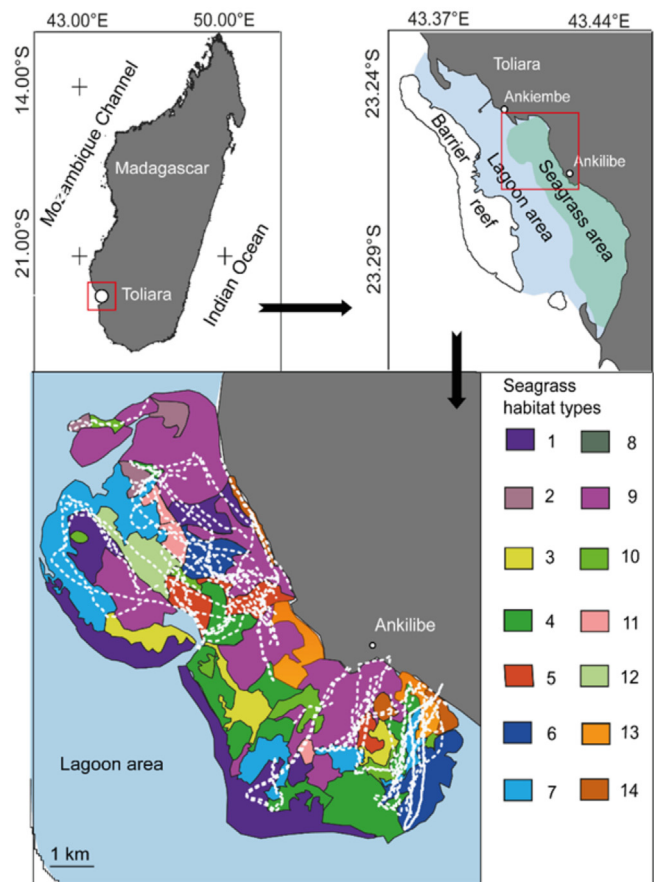 43.00°E
50.00°E
14.00°S
21.00°S
Mozambique Channel
Madagascar
Toliara
Indian Ocean
43.37°E
43.44°E
23.24°S
23.29°S
Toliara
Ankiembe
Ankilibe
Barrier
reef
Lagoon area
Seagrass area
Seagrass
habitat types
1
8
2
9
3
10
4
11
5
12
6
13
7
14
Ankilibe
Lagoon area
1 km